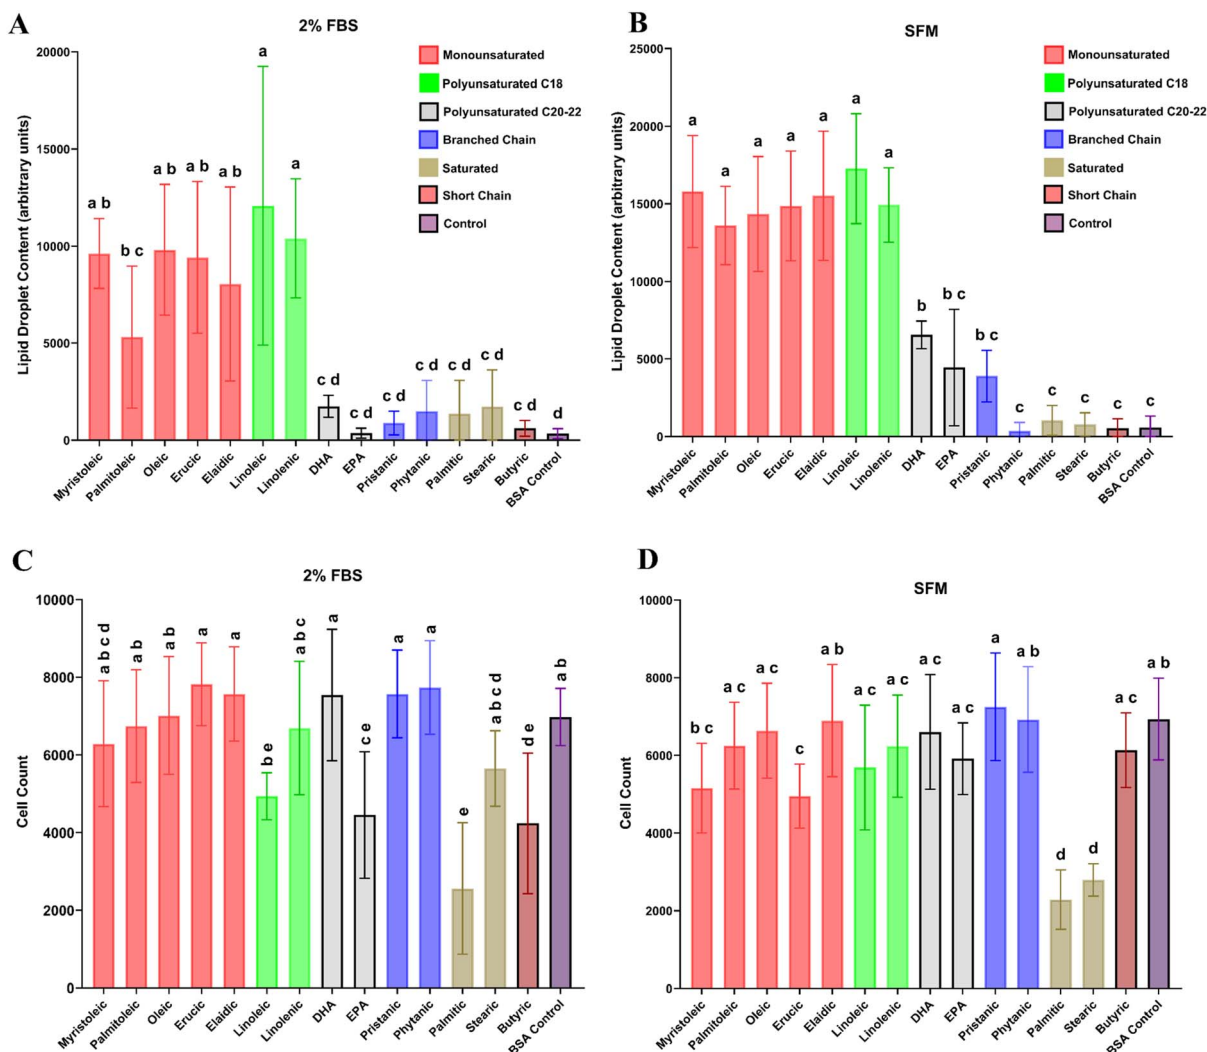 A
2% FBS
Lipid Droplet Content (arbitrary units)
20000
15000
10000
5000
0
a b
b c
a b
a b
a b
a
a
c d
c d
c d
c d
c d
c d
c d
d
Monounsaturated
Polyunsaturated C18
Polyunsaturated C20-22
Branched Chain
Saturated
Short Chain
Control
Myristoleic
Palmitoleic
Oleic
Erucic
Elaidic
Linoleic
Linolenic
DHA
EPA
Pristanic
Phytanic
Palmitic
Stearic
Butyric
BSA Control
B
SFM
Lipid Droplet Content (arbitrary units)
25000
20000
15000
10000
5000
0
a
a
a
a
a
a
a
b
b c
b c
c
c
c
c
c
Monounsaturated
Polyunsaturated C18
Polyunsaturated C20-22
Branched Chain
Saturated
Short Chain
Control
Myristoleic
Palmitoleic
Oleic
Erucic
Elaidic
Linoleic
Linolenic
DHA
EPA
Pristanic
Phytanic
Palmitic
Stearic
Butyric
BSA Control
C
2% FBS
Cell Count
10000
8000
6000
4000
2000
0
a b c d
a b
a b
a
a
b e
a b c
a
c e
a
a
e
a b c d
d e
a b
Myristoleic
Palmitoleic
Oleic
Erucic
Elaidic
Linoleic
Linolenic
DHA
EPA
Pristanic
Phytanic
Palmitic
Stearic
Butyric
BSA Control
D
SFM
Cell Count
10000
8000
6000
4000
2000
0
b c
a c
a c
c
a b
a c
a c
a c
a c
a
a b
d
d
a c
a b
Myristoleic
Palmitoleic
Oleic
Erucic
Elaidic
Linoleic
Linolenic
DHA
EPA
Pristanic
Phytanic
Palmitic
Stearic
Butyric
BSA Control